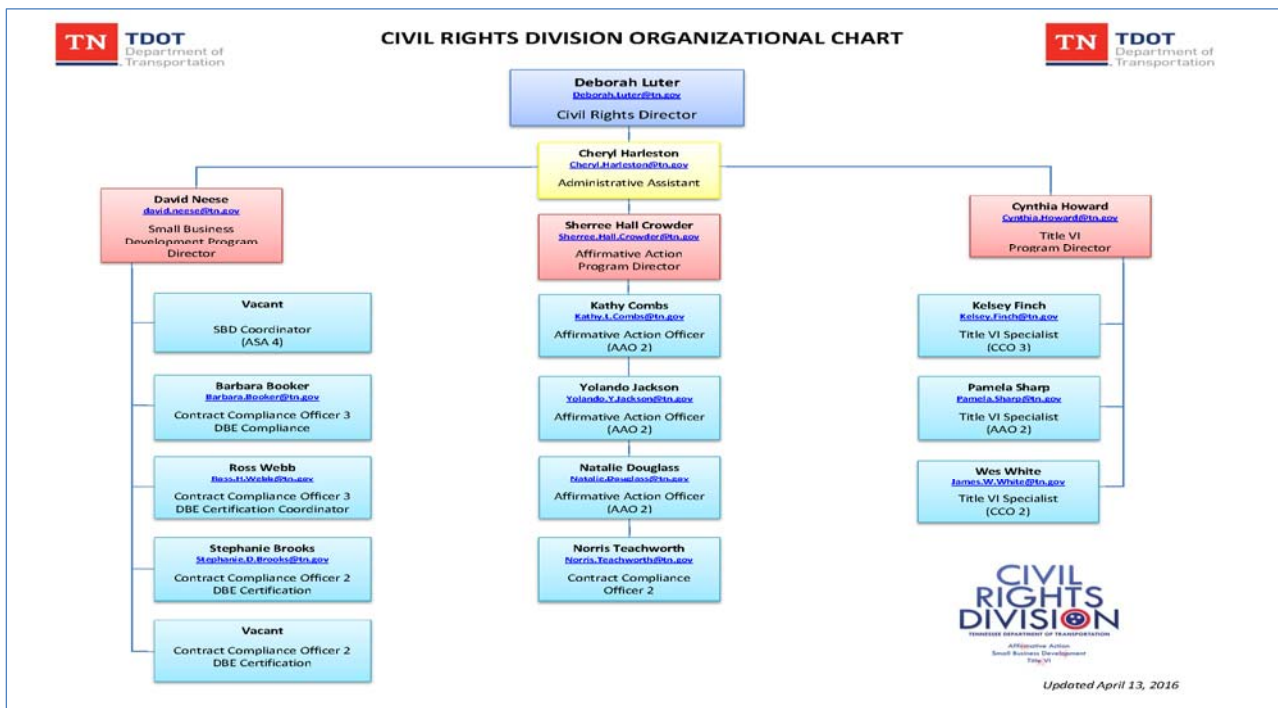 TN TDOT
Department of
Transportation
CIVIL RIGHTS DIVISION ORGANIZATIONAL CHART
TN TDOT
Department of
Transportation
Deborah Luter
Deborah.Luter@tn.gov
Civil Rights Director
Cheryl Harleston
Cheryl.Harleston@tn.gov
Administrative Assistant
David Neese
david.neese@tn.gov
Small Business
Development Program
Director
Vacant
SBD Coordinator
(ASA 4)
Barbara Booker
Barbara.Booker@tn.gov
Contract Compliance Officer 3
DBE Compliance
Ross Webb
Ross.H.Webb@tn.gov
Contract Compliance Officer 3
DBE Certification Coordinator
Stephanie Brooks
Stephanie.D.Brooks@tn.gov
Contract Compliance Officer 2
DBE Certification
Vacant
Contract Compliance Officer 2
DBE Certification
Sherree Hall Crowder
Sherree.Hall.Crowder@tn.gov
Affirmative Action
Program Director
Kathy Combs
Kathy.L.Combs@tn.gov
Affirmative Action Officer
(AAO 2)
Yolando Jackson
Yolando.Y.Jackson@tn.gov
Affirmative Action Officer
(AAO 2)
Natalie Douglass
Natalie.Douglass@tn.gov
Affirmative Action Officer
(AAO 2)
Norris Teachworth
Norris.Teachworth@tn.gov
Contract Compliance
Officer 2
Cynthia Howard
Cynthia.Howard@tn.gov
Title VI
Program Director
Kelsey Finch
Kelsey.Finch@tn.gov
Title VI Specialist
(CCO 3)
Pamela Sharp
Pamela.Sharp@tn.gov
Title VI Specialist
(AAO 2)
Wes White
James.W.White@tn.gov
Title VI Specialist
(CCO 2)
CIVIL
RIGHTS
DIVISION
TENNESSEE DEPARTMENT OF TRANSPORTATION
Affirmative Action
Small Business Development
Title VI
Updated April 13, 2016